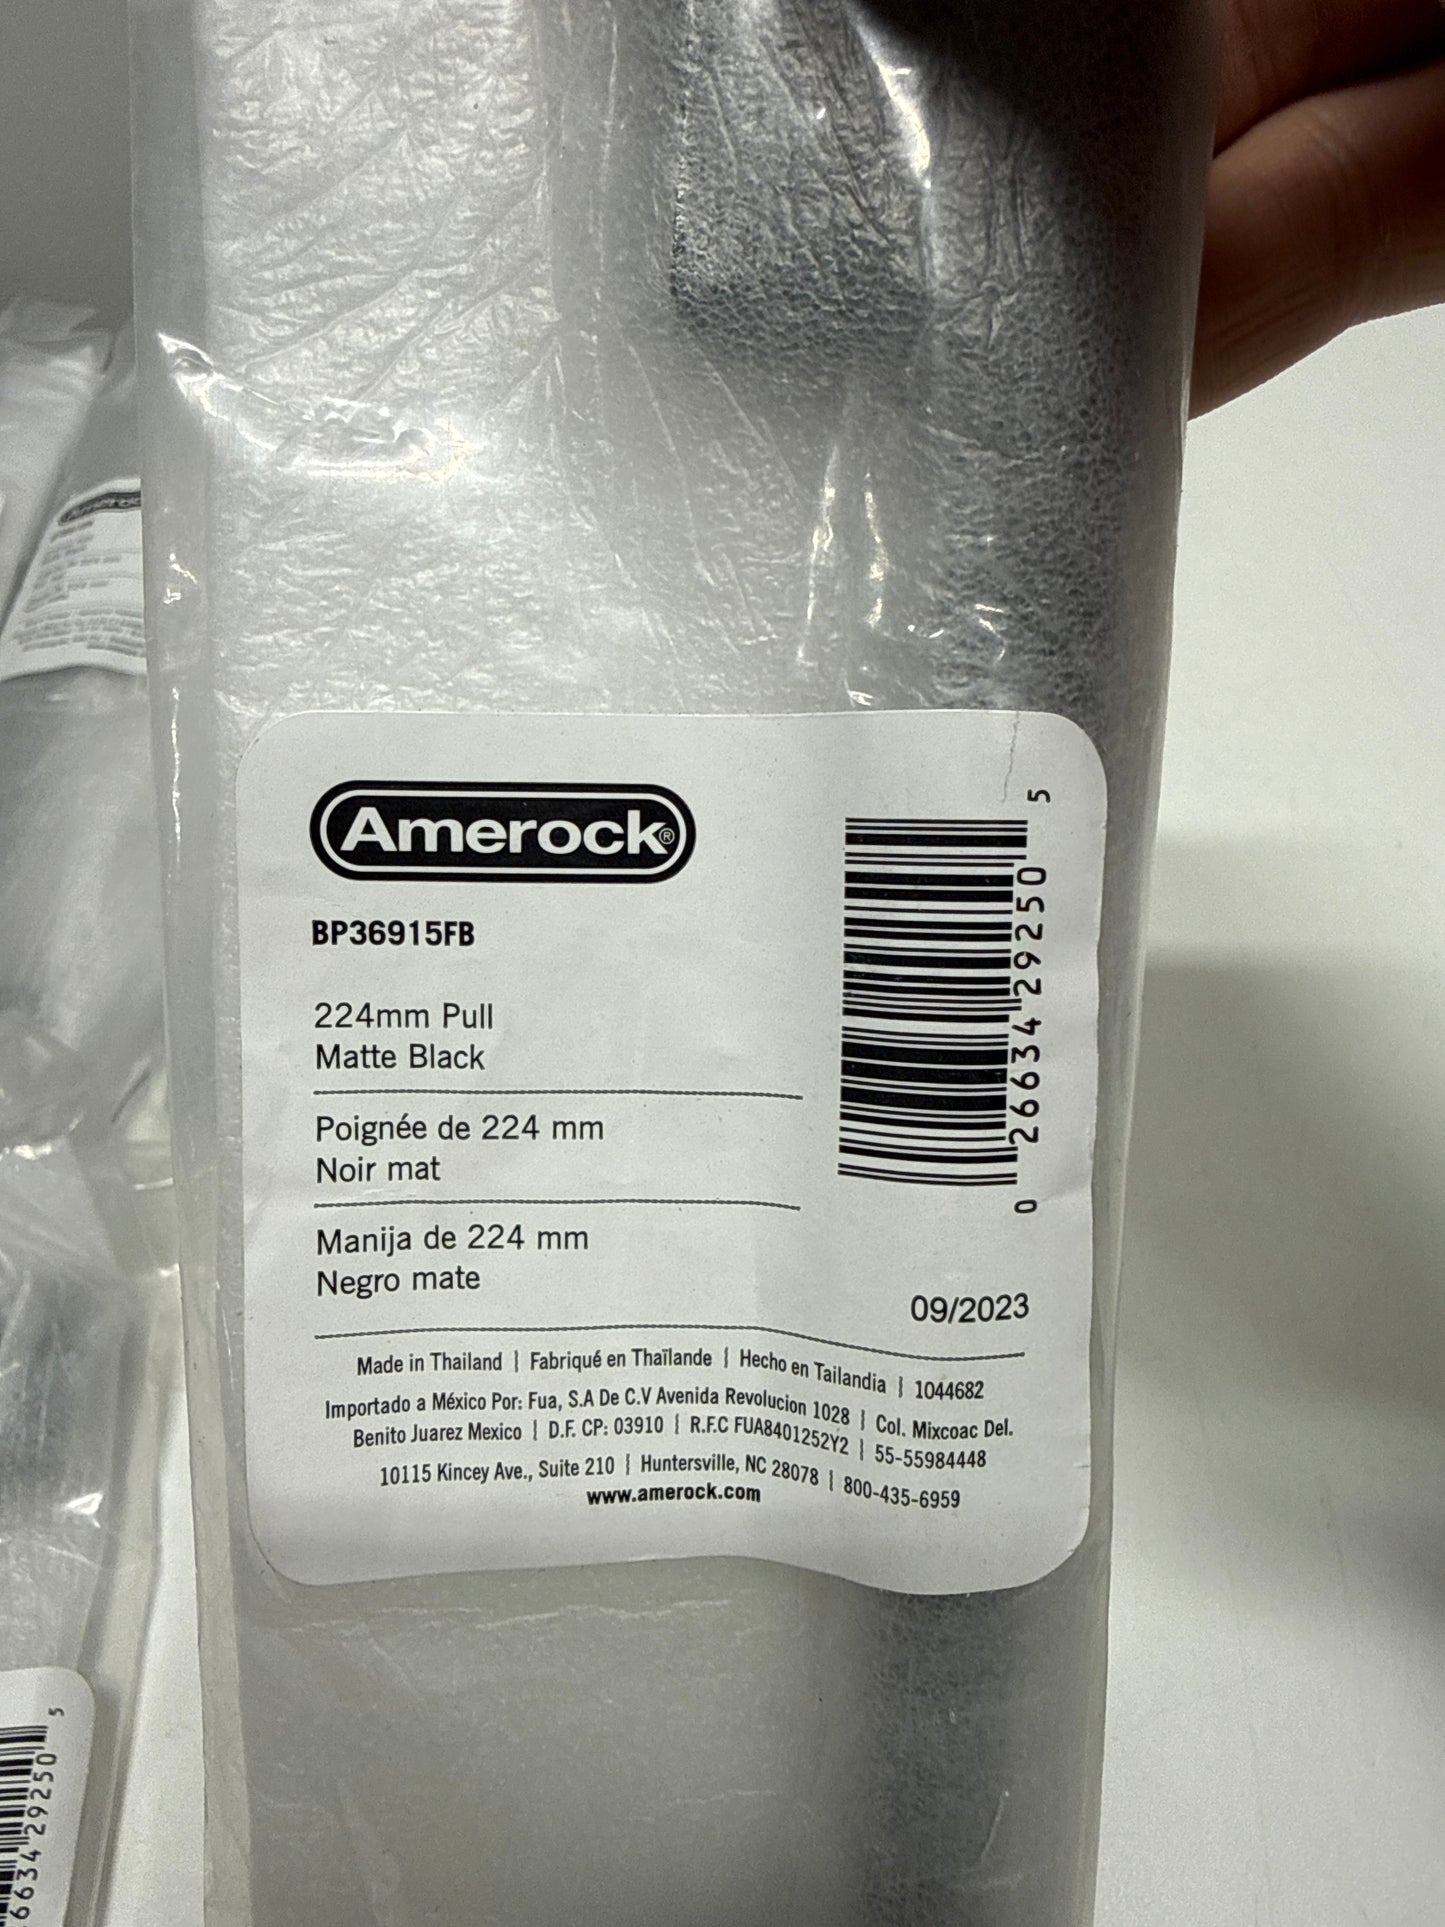 Amerock®
BP36915FB
224mm Pull
Matte Black
Poignée de 224 mm
Noir mat
Manija de 224 mm
Negro mate
0 26634 29250 5
09/2023
Made in Thailand | Fabriqué en Thaïlande | Hecho en Tailandia | 1044682
Importado a México Por: Fua, S.A De C.V Avenida Revolucion 1028 | Col. Mixcoac Del.
Benito Juarez Mexico | D.F. CP: 03910 | R.F.C FUA8401252Y2 | 55-55984448
10115 Kincey Ave., Suite 210 | Huntersville, NC 28078 | 800-435-6959
www.amerock.com
Amerock
6634 29250 5